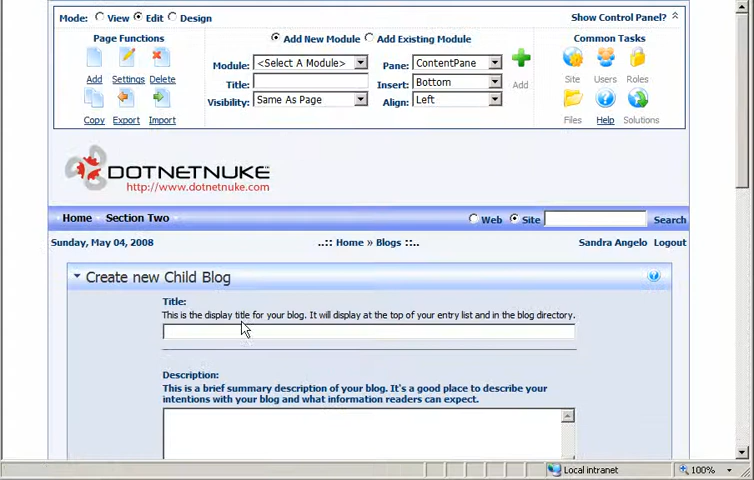 Mode: View Edit Design Show Control Panel?
Page Functions
Add Settings Delete
Copy Export Import
Add New Module Add Existing Module
Module: <Select A Module> Pane: ContentPane
Title: Insert: Bottom Add
Visibility: Same As Page Align: Left
Common Tasks
Site Users Roles
Files Help Solutions
DOTNETNUKE
http://www.dotnetnuke.com
Home Section Two Web Site Search
Sunday, May 04, 2008 ..:: Home » Blogs ::.. Sandra Angelo Logout
Create new Child Blog
Title:
This is the display title for your blog. It will display at the top of your entry list and in the blog directory.
Description:
This is a brief summary description of your blog. It's a good place to describe your
intentions with your blog and what information readers can expect.
Local intranet 100%